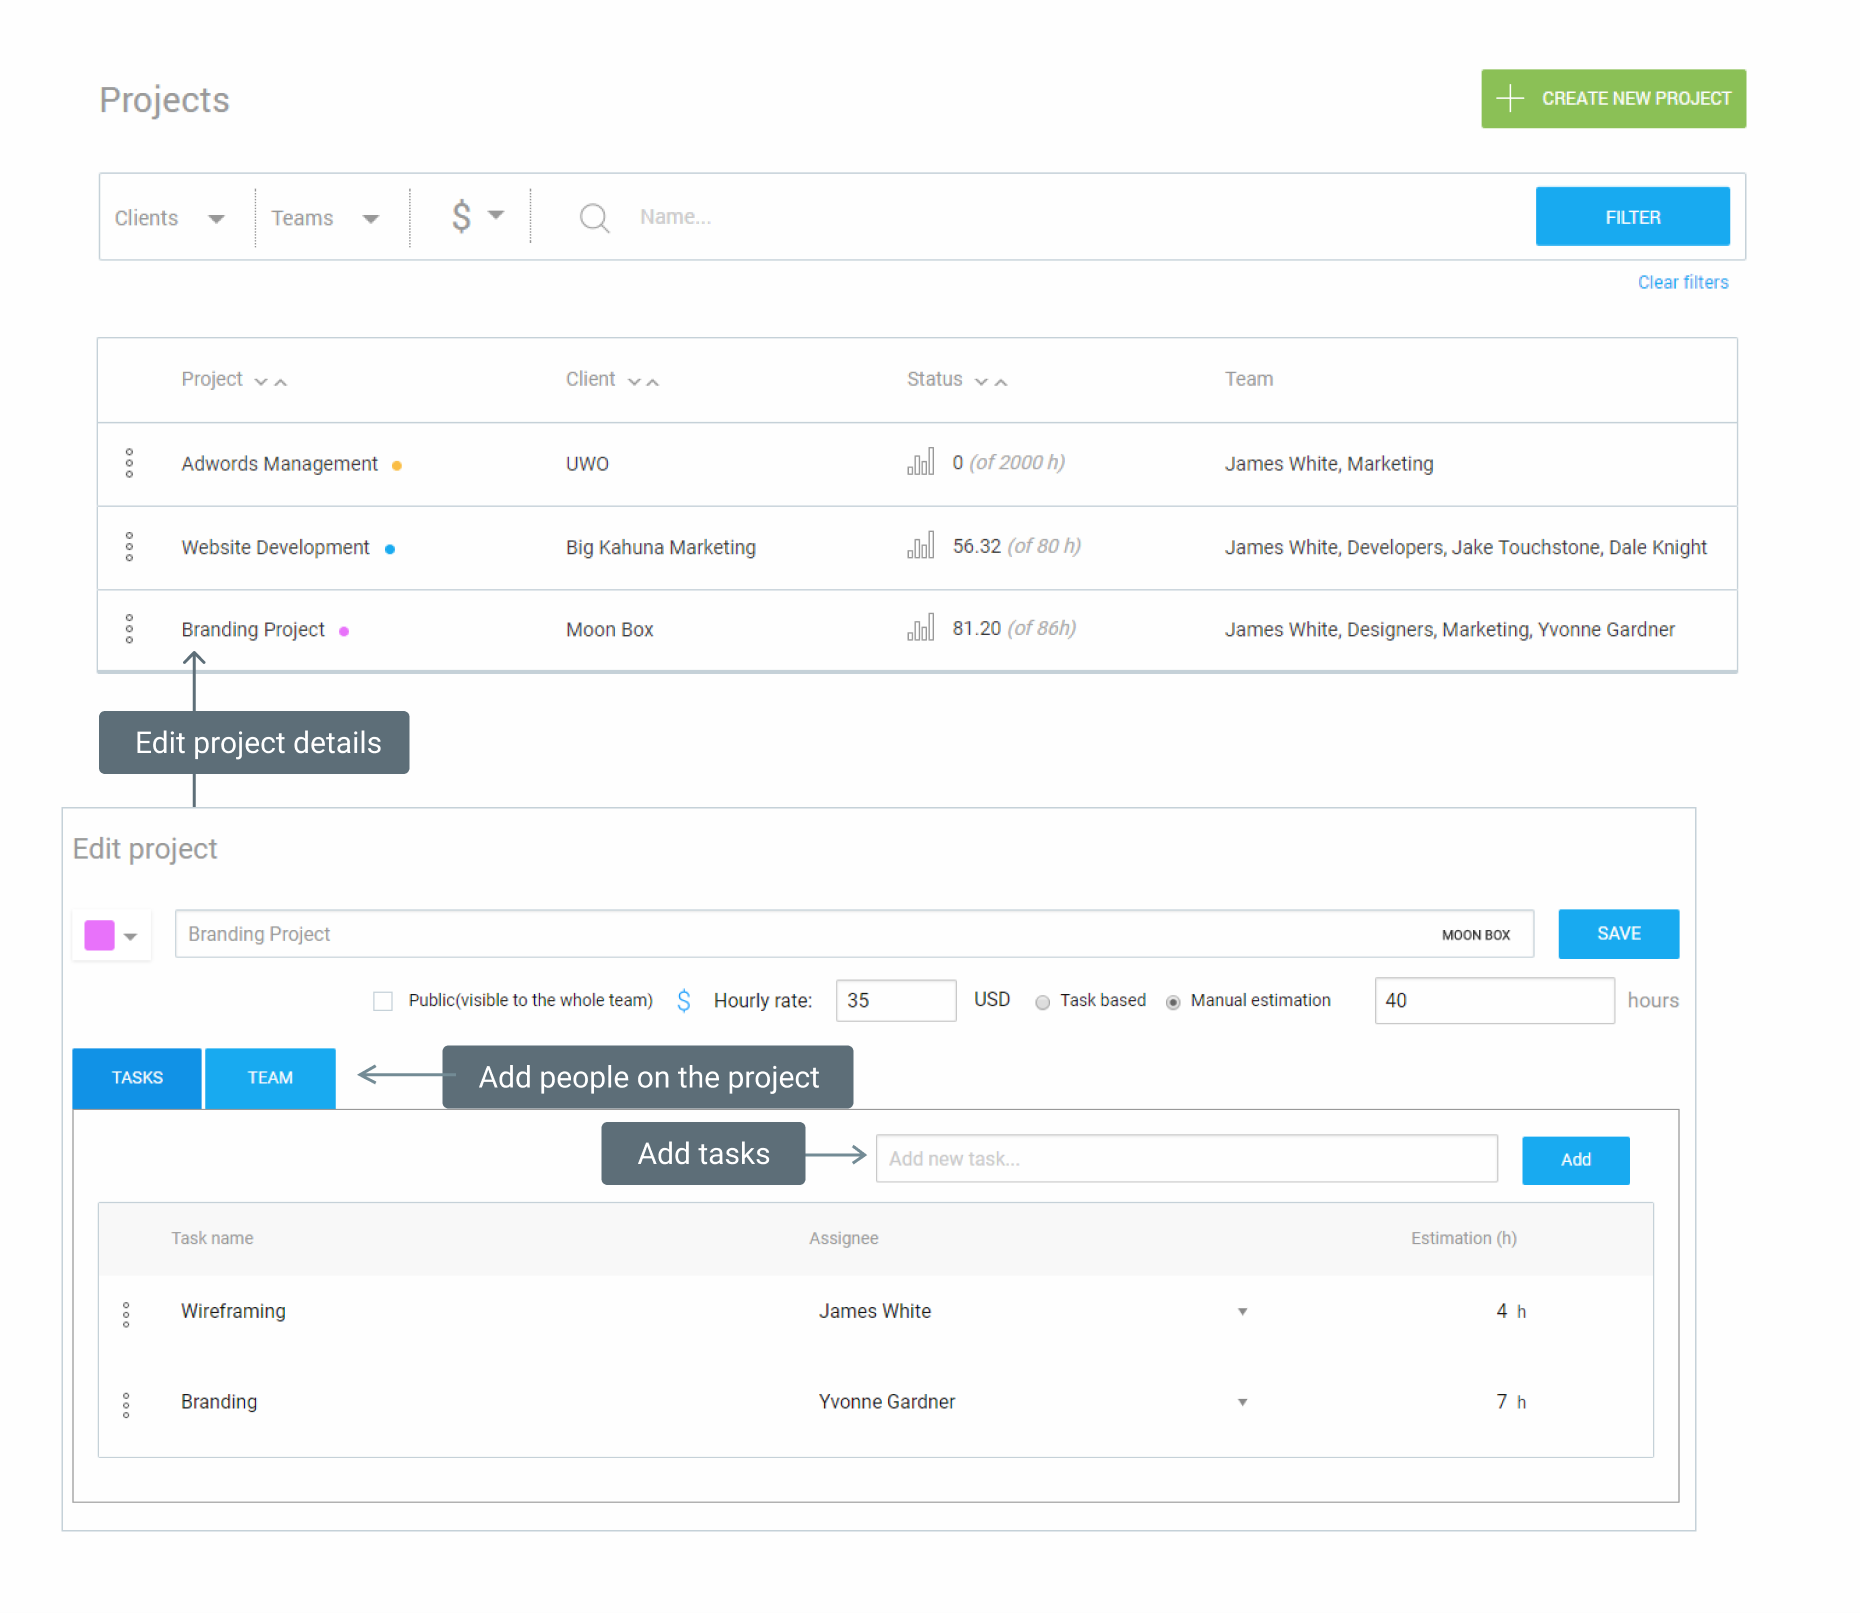 Projects
CREATE NEW PROJECT
Clients Teams $ Name... FILTER
Clear filters
Project Client Status Team
Adwords Management UWO 0 (of 2000 h) James White, Marketing
Website Development Big Kahuna Marketing 56.32 (of 80 h) James White, Developers, Jake Touchstone, Dale Knight
Branding Project Moon Box 81.20 (of 86h) James White, Designers, Marketing, Yvonne Gardner
Edit project details
Edit project
Branding Project MOON BOX SAVE
Public(visible to the whole team) $ Hourly rate: 35 USD Task based Manual estimation 40 hours
TASKS TEAM Add people on the project
Add tasks Add new task... Add
Task name Assignee Estimation (h)
Wireframing James White 4 h
Branding Yvonne Gardner 7 h